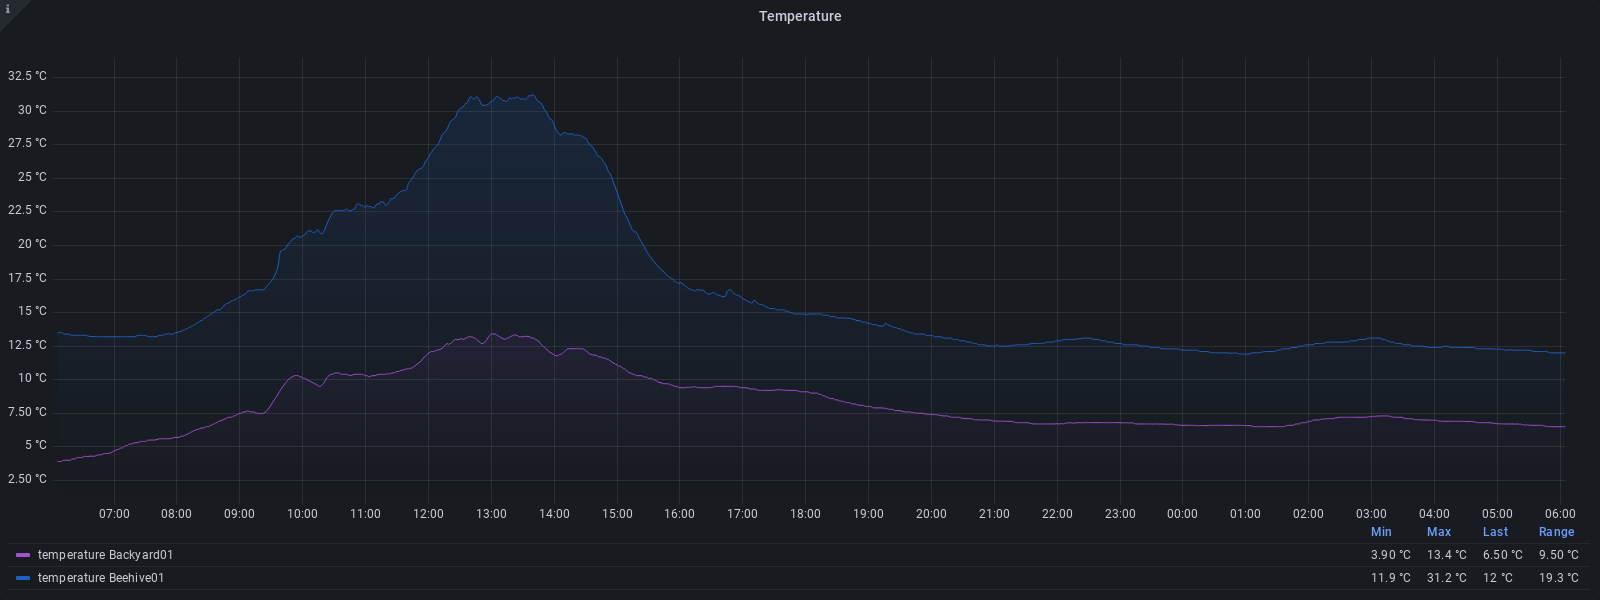 i
Temperature
32.5 °C
30 °C
27.5 °C
25 °C
22.5 °C
20 °C
17.5 °C
15 °C
12.5 °C
10 °C
7.50 °C
5 °C
2.50 °C
07:00 08:00 09:00 10:00 11:00 12:00 13:00 14:00 15:00 16:00 17:00 18:00 19:00 20:00 21:00 22:00 23:00 00:00 01:00 02:00 03:00 04:00 05:00 06:00
Min Max Last Range
temperature Backyard01 3.90 °C 13.4 °C 6.50 °C 9.50 °C
temperature Beehive01 11.9 °C 31.2 °C 12 °C 19.3 °C